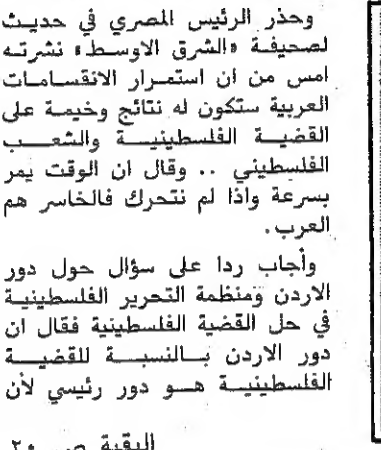 وحذر الرئيس المصري في حديث
لصحيفة «الشرق الاوسط» نشرته
امس من ان استمرار الانقسامات
العربية ستكون له نتائج وخيمة على
القضية الفلسطينية والشعب
الفلسطيني .. وقال ان الوقت يمر
بسرعة واذا لم نتحرك فالخاسر هم
العرب.
وأجاب ردا على سؤال حول دور
الاردن ومنظمة التحرير الفلسطينية
في حل القضية الفلسطينية فقال ان
دور الاردن بالنسبة للقضية
الفلسطينية هو دور رئيسي لأن
البقية ص